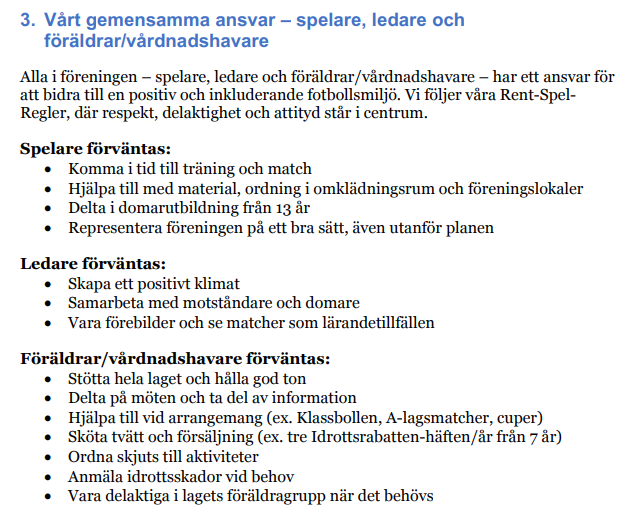 3. Vårt gemensamma ansvar – spelare, ledare och
föräldrar/vårdnadshavare
Alla i föreningen – spelare, ledare och föräldrar/vårdnadshavare – har ett ansvar för
att bidra till en positiv och inkluderande fotbollsmiljö. Vi följer våra Rent-Spel-
Regler, där respekt, delaktighet och attityd står i centrum.
Spelare förväntas:
• Komma i tid till träning och match
• Hjälpa till med material, ordning i omklädningsrum och föreningslokaler
• Delta i domarutbildning från 13 år
• Representera föreningen på ett bra sätt, även utanför planen
Ledare förväntas:
• Skapa ett positivt klimat
• Samarbeta med motståndare och domare
• Vara förebilder och se matcher som lärandetillfällen
Föräldrar/vårdnadshavare förväntas:
• Stötta hela laget och hålla god ton
• Delta på möten och ta del av information
• Hjälpa till vid arrangemang (ex. Klassbollen, A-lagsmatcher, cuper)
• Sköta tvätt och försäljning (ex. tre Idrottsrabatten-häften/år från 7 år)
• Ordna skjuts till aktiviteter
• Anmäla idrottsskador vid behov
• Vara delaktiga i lagets föräldragrupp när det behövs